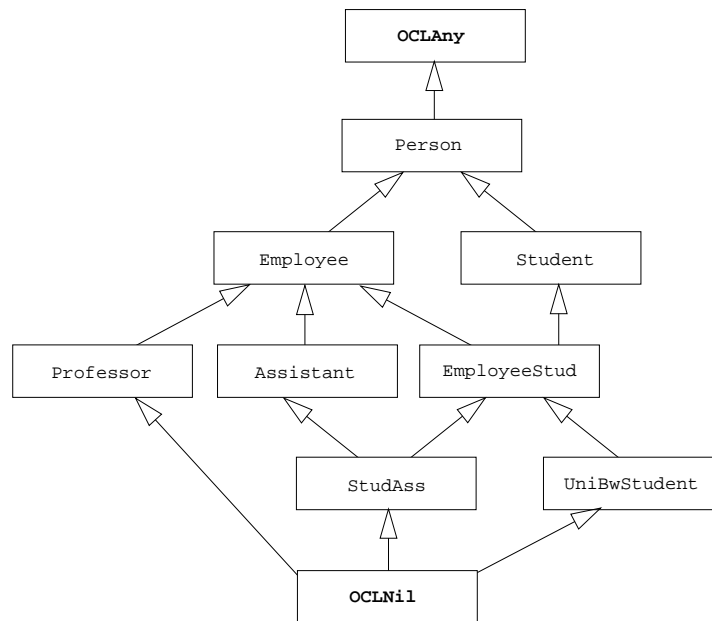 OCLAny
Person
Employee
Student
Professor
Assistant
EmployeeStud
StudAss
UniBwStudent
OCLNil